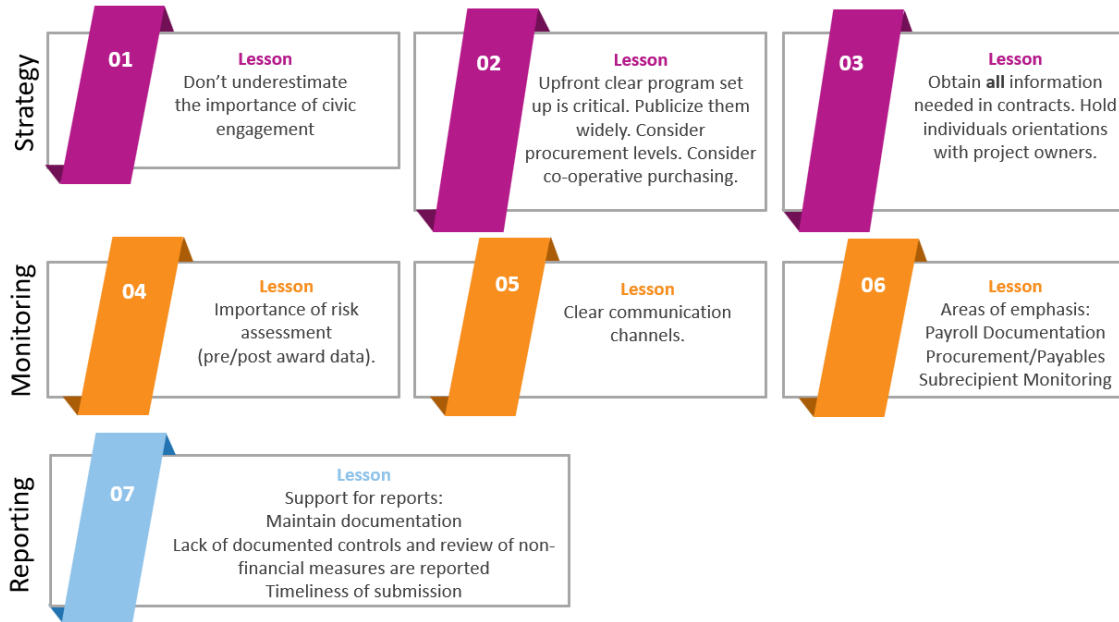 Strategy
01
Lesson
Don’t underestimate
the importance of civic
engagement
02
Lesson
Upfront clear program set
up is critical. Publicize them
widely. Consider
procurement levels. Consider
co-operative purchasing.
03
Lesson
Obtain all information
needed in contracts. Hold
individuals orientations
with project owners.
Monitoring
04
Lesson
Importance of risk
assessment
(pre/post award data).
05
Lesson
Clear communication
channels.
06
Lesson
Areas of emphasis:
Payroll Documentation
Procurement/Payables
Subrecipient Monitoring
Reporting
07
Lesson
Support for reports:
Maintain documentation
Lack of documented controls and review of non-
financial measures are reported
Timeliness of submission